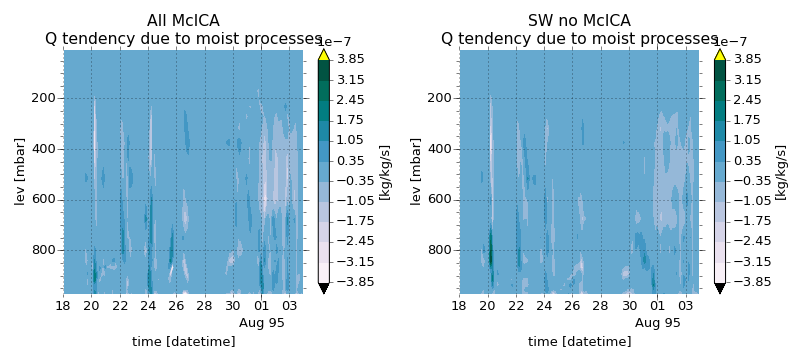 All McICA
Q tendency due to moist processes
1e−7
200
400
600
800
lev [mbar]
18 20 22 24 26 28 30 01 03
Aug 95
time [datetime]
3.85
3.15
2.45
1.75
1.05
0.35
−0.35
−1.05
−1.75
−2.45
−3.15
−3.85
[kg/kg/s]
SW no McICA
Q tendency due to moist processes
1e−7
200
400
600
800
lev [mbar]
18 20 22 24 26 28 30 01 03
Aug 95
time [datetime]
3.85
3.15
2.45
1.75
1.05
0.35
−0.35
−1.05
−1.75
−2.45
−3.15
−3.85
[kg/kg/s]